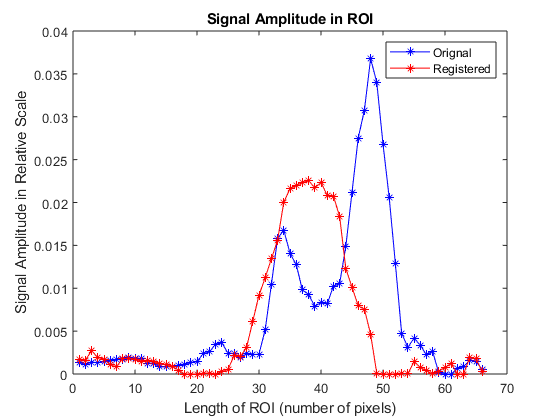 Signal Amplitude in ROI
Orignal
Registered
Signal Amplitude in Relative Scale
0.04
0.035
0.03
0.025
0.02
0.015
0.01
0.005
0
0 10 20 30 40 50 60 70
Length of ROI (number of pixels)